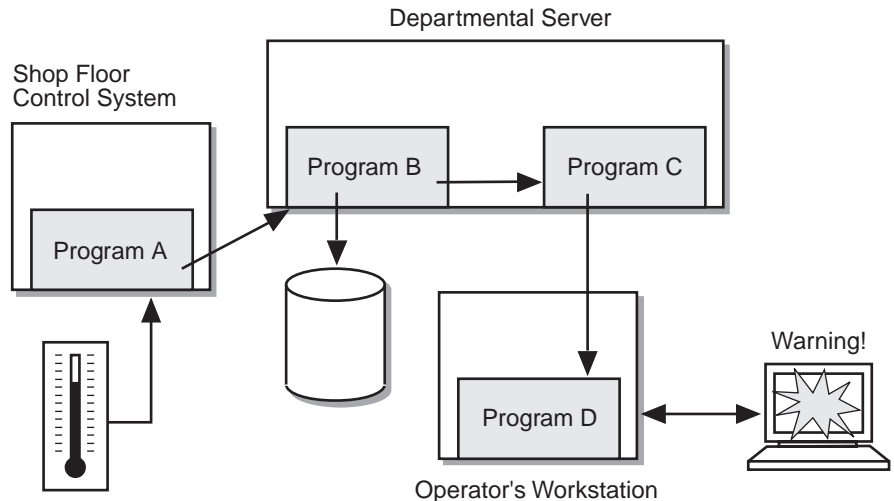 Departmental Server
Shop Floor
Control System
Program B
Program C
Program A
Warning!
Program D
Operator's Workstation